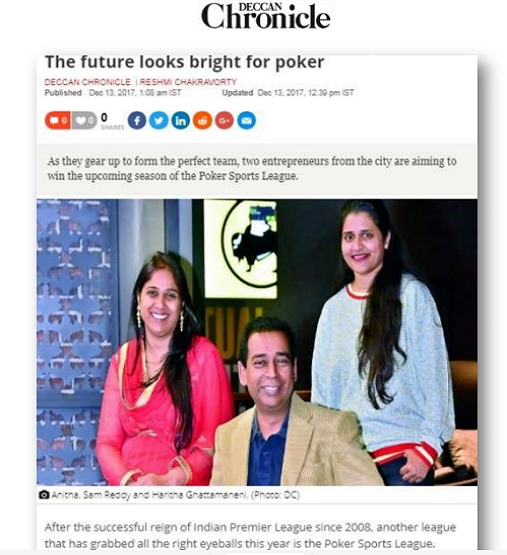 DECCAN
Chronicle
The future looks bright for poker
DECCAN CHRONICLE. | RESHMI CHAKRAVORTY
Published Dec 13, 2017, 1:08 am IST Updated Dec 13, 2017, 12:39 pm IST
0 0 0
SHARES
As they gear up to form the perfect team, two entrepreneurs from the city are aiming to
win the upcoming season of the Poker Sports League.
Anitha, Sam Reddy and Haritha Ghattamaneni. (Photo: DC)
After the successful reign of Indian Premier League since 2008, another league
that has grabbed all the right eyeballs this year is the Poker Sports League.